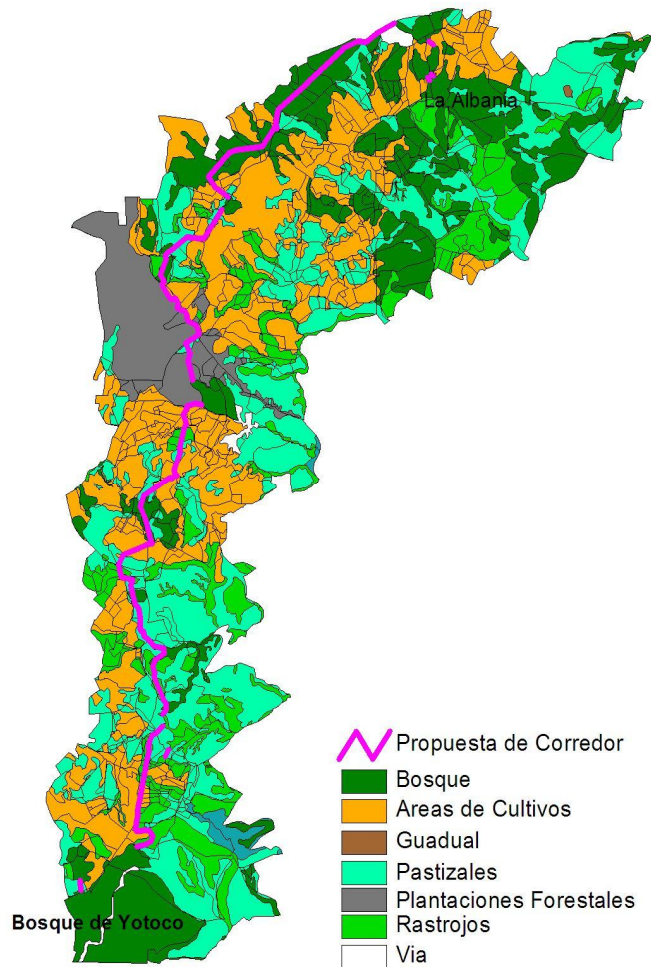 La Albania
Propuesta de Corredor
Bosque
Areas de Cultivos
Guadual
Pastizales
Plantaciones Forestales
Rastrojos
Via
Bosque de Yotoco